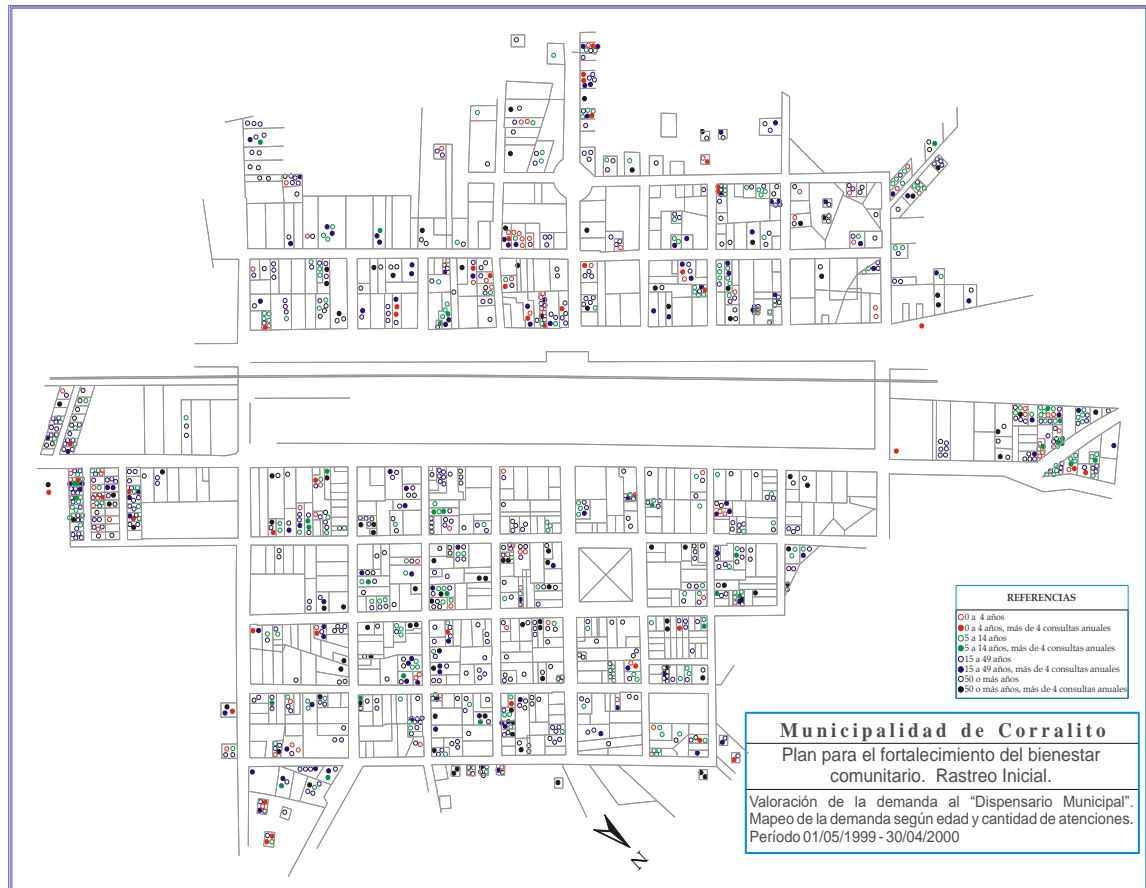 REFERENCIAS
0 a 4 años
0 a 4 años, más de 4 consultas anuales
5 a 14 años
5 a 14 años, más de 4 consultas anuales
15 a 49 años
15 a 49 años, más de 4 consultas anuales
50 o más años
50 o más años, más de 4 consultas anuales
Municipalidad de Corralito
Plan para el fortalecimiento del bienestar
comunitario. Rastreo Inicial.
Valoración de la demanda al “Dispensario Municipal”.
Mapeo de la demanda según edad y cantidad de atenciones.
Período 01/05/1999 - 30/04/2000
N